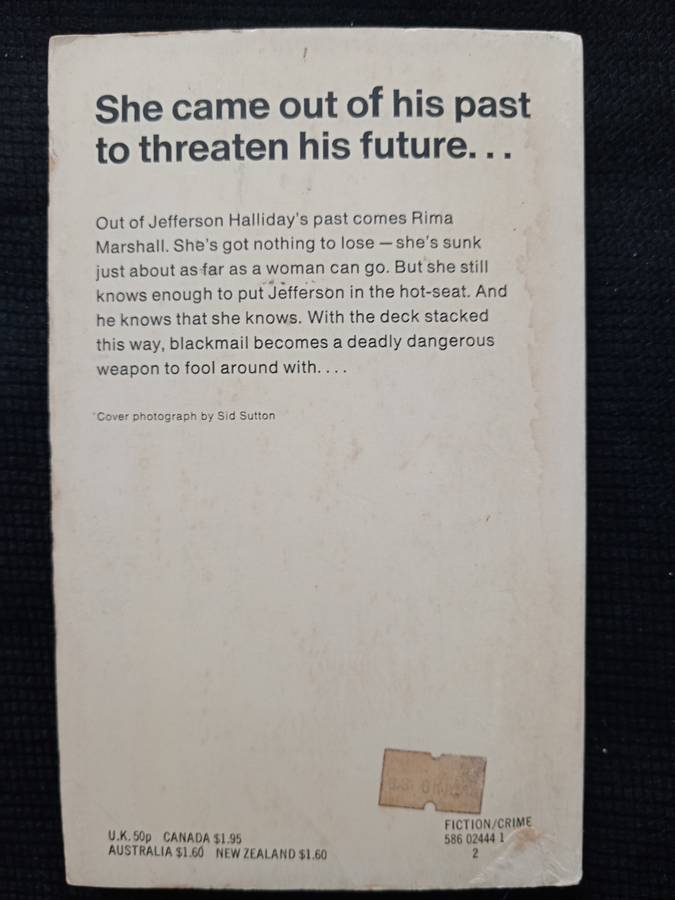 She came out of his past
to threaten his future. . .
Out of Jefferson Halliday's past comes Rima
Marshall. She's got nothing to lose — she's sunk
just about as far as a woman can go. But she still
knows enough to put Jefferson in the hot-seat. And
he knows that she knows. With the deck stacked
this way, blackmail becomes a deadly dangerous
weapon to fool around with. . . .
Cover photograph by Sid Sutton
U.K. 50p CANADA $1.95
AUSTRALIA $1.60 NEW ZEALAND $1.60
FICTION/CRIME
586 02444 1
2